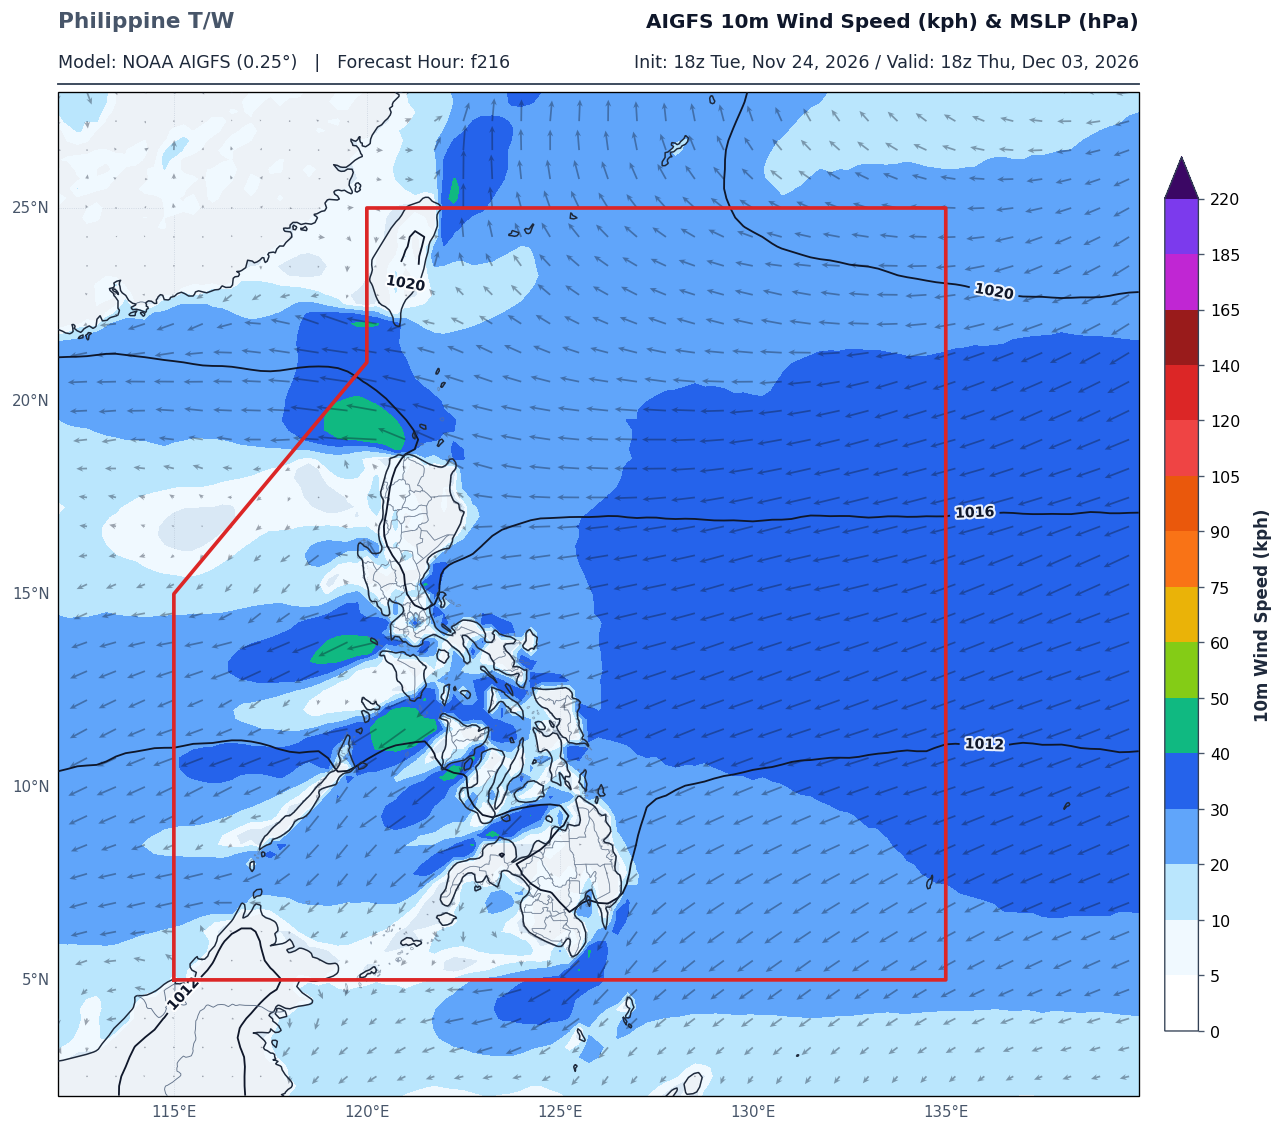 Philippine T/W
AIGFS 10m Wind Speed (kph) & MSLP (hPa)
Model: NOAA AIGFS (0.25°) | Forecast Hour: f216
Init: 18z Tue, Nov 24, 2026 / Valid: 18z Thu, Dec 03, 2026
25°N
20°N
15°N
10°N
5°N
1020
1020
1016
1012
1012
115°E
120°E
125°E
130°E
135°E
220
185
165
140
120
105
90
75
60
50
40
30
20
10
5
0
10m Wind Speed (kph)